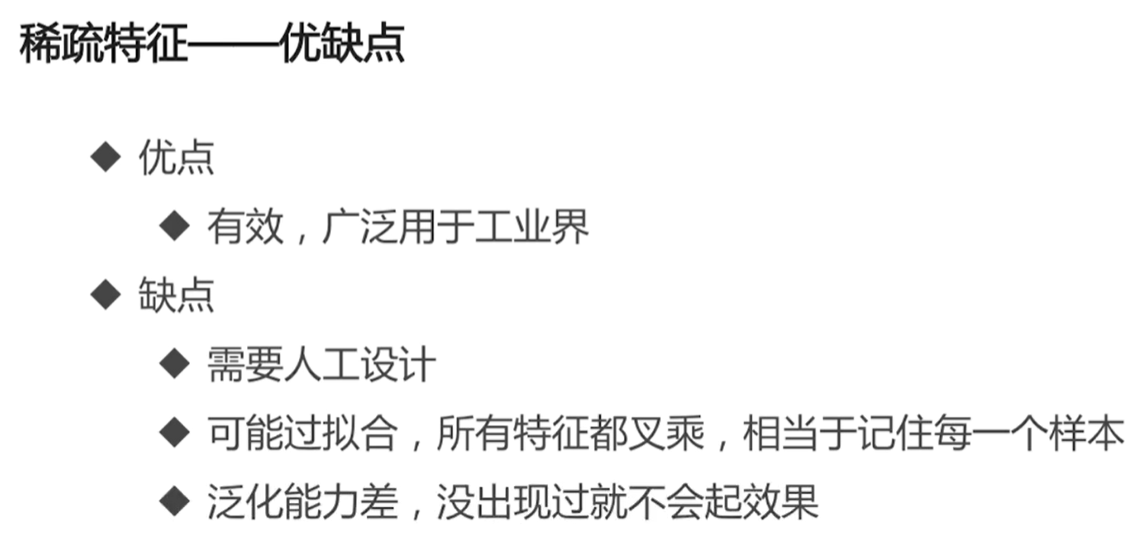 稀疏特征——优缺点
◆ 优点
◆ 有效，广泛用于工业界
◆ 缺点
◆ 需要人工设计
◆ 可能过拟合，所有特征都叉乘，相当于记住每一个样本
◆ 泛化能力差，没出现过就不会起效果